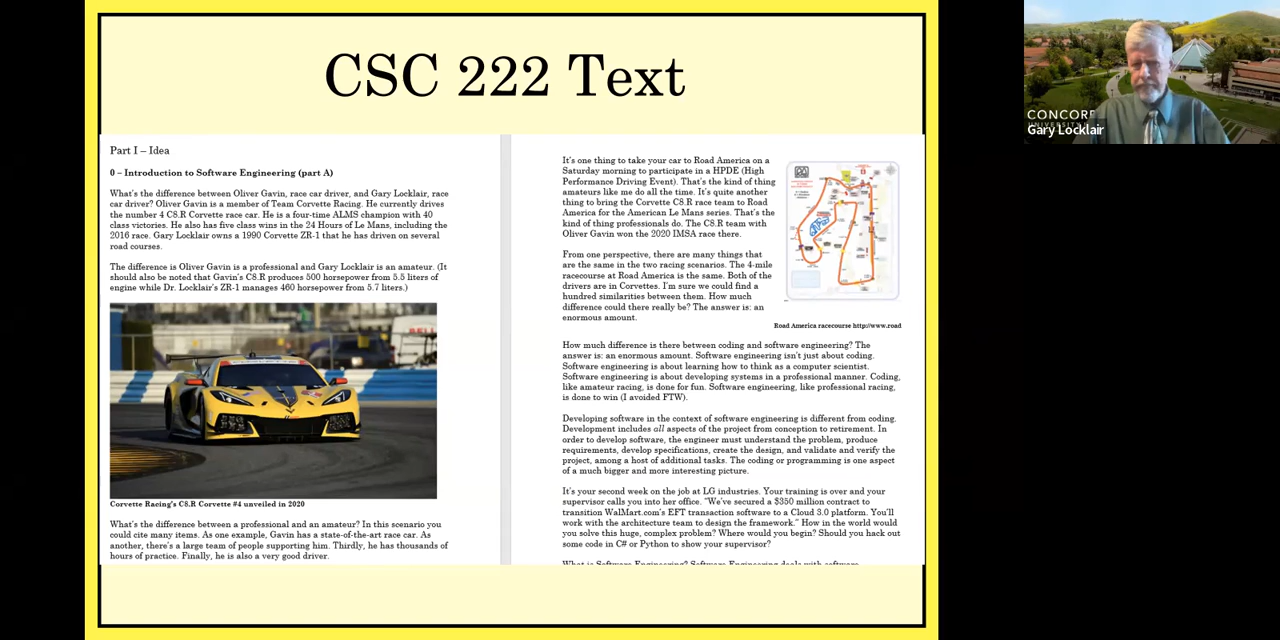 CSC 222 Text
Part I – Idea
0 – Introduction to Software Engineering (part A)
What's the difference between Oliver Gavin, race car driver, and Gary Locklair, race
car driver? Oliver Gavin is a member of Team Corvette Racing. He currently drives
the number 4 C8.R Corvette race car. He is a four-time ALMS champion with 40
class victories. He also has five class wins in the 24 Hours of Le Mans, including the
2016 race. Gary Locklair owns a 1990 Corvette ZR-1 that he has driven on several
road courses.
The difference is Oliver Gavin is a professional and Gary Locklair is an amateur. (It
should also be noted that Gavin's C8.R produces 500 horsepower from 5.5 liters of
engine while Dr. Locklair's ZR-1 manages 460 horsepower from 5.7 liters.)
Corvette Racing's C8.R Corvette #4 unveiled in 2020
What's the difference between a professional and an amateur? In this scenario you
could cite many items. As one example, Gavin has a state-of-the-art race car. As
another, there's a large team of people supporting him. Thirdly, he has thousands of
hours of practice. Finally, he is also a very good driver.
It's one thing to take your car to Road America on a
Saturday morning to participate in a HPDE (High
Performance Driving Event). That's the kind of thing
amateurs like me do all the time. It's quite another
thing to bring the Corvette C8.R race team to Road
America for the American Le Mans series. That's the
kind of thing professionals do. The C8.R team with
Oliver Gavin won the 2020 IMSA race there.
From one perspective, there are many things that
are the same in the two racing scenarios. The 4-mile
racecourse at Road America is the same. Both of the
drivers are in Corvettes. I'm sure we could find a
hundred similarities between them. How much
difference could there really be? The answer is: an
enormous amount.
Road America racecourse http://www.road
How much difference is there between coding and software engineering? The
answer is: an enormous amount. Software engineering isn't just about coding.
Software engineering is about learning how to think as a computer scientist.
Software engineering is about developing systems in a professional manner. Coding,
like amateur racing, is done for fun. Software engineering, like professional racing,
is done to win (I avoided FTW).
Developing software in the context of software engineering is different from coding.
Development includes all aspects of the project from conception to retirement. In
order to develop software, the engineer must understand the problem, produce
requirements, develop specifications, create the design, and validate and verify the
project, among a host of additional tasks. The coding or programming is one aspect
of a much bigger and more interesting picture.
It's your second week on the job at LG industries. Your training is over and your
supervisor calls you into her office. "We've secured a $350 million contract to
transition WalMart.com's EFT transaction software to a Cloud 3.0 platform. You'll
work with the architecture team to design the framework." How in the world would
you solve this huge, complex problem? Where would you begin? Should you hack out
some code in C# or Python to show your supervisor?
What is Software Engineering? Software Engineering deals with software
CONCOR
Gary Locklair